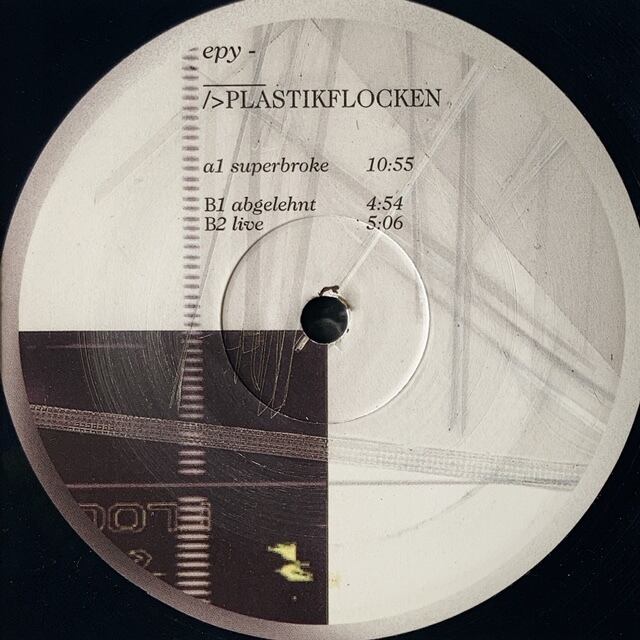 epy -
/>PLASTIKFLOCKEN
a1 superbroke 10:55
B1 abgelehnt 4:54
B2 live 5:06